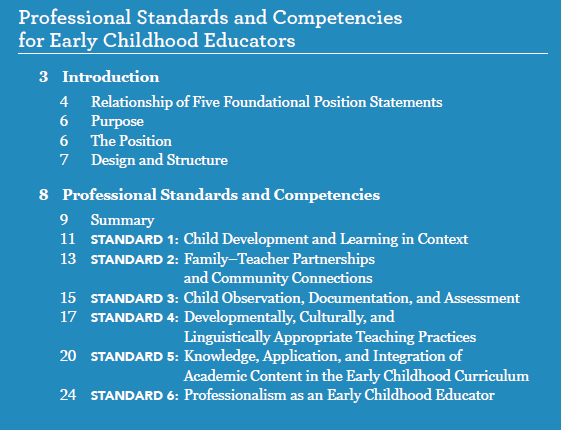 Professional Standards and Competencies
for Early Childhood Educators
3 Introduction
4 Relationship of Five Foundational Position Statements
6 Purpose
6 The Position
7 Design and Structure
8 Professional Standards and Competencies
9 Summary
11 STANDARD 1: Child Development and Learning in Context
13 STANDARD 2: Family–Teacher Partnerships
and Community Connections
15 STANDARD 3: Child Observation, Documentation, and Assessment
17 STANDARD 4: Developmentally, Culturally, and
Linguistically Appropriate Teaching Practices
20 STANDARD 5: Knowledge, Application, and Integration of
Academic Content in the Early Childhood Curriculum
24 STANDARD 6: Professionalism as an Early Childhood Educator